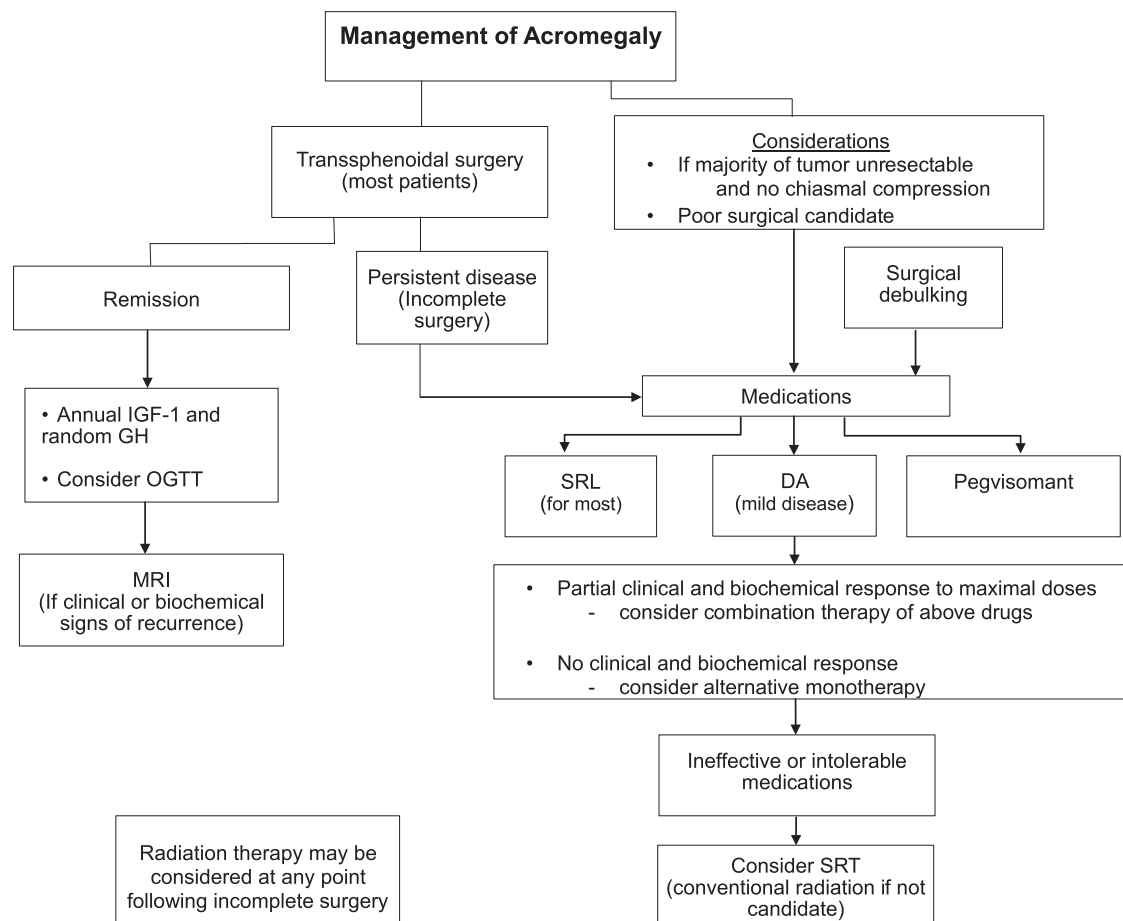 Management of Acromegaly
Transsphenoidal surgery
(most patients)
Considerations
• If majority of tumor unresectable
and no chiasmal compression
• Poor surgical candidate
Remission
Persistent disease
(Incomplete
surgery)
Surgical
debulking
• Annual IGF-1 and
random GH
• Consider OGTT
Medications
SRL
(for most)
DA
(mild disease)
Pegvisomant
MRI
(If clinical or biochemical
signs of recurrence)
• Partial clinical and biochemical response to maximal doses
- consider combination therapy of above drugs
• No clinical and biochemical response
- consider alternative monotherapy
Ineffective or intolerable
medications
Radiation therapy may be
considered at any point
following incomplete surgery
Consider SRT
(conventional radiation if not
candidate)